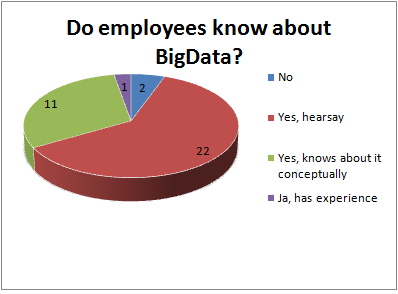 Do employees know about
BigData?
1
2
11
22
No
Yes, hearsay
Yes, knows about it
conceptually
Ja, has experience